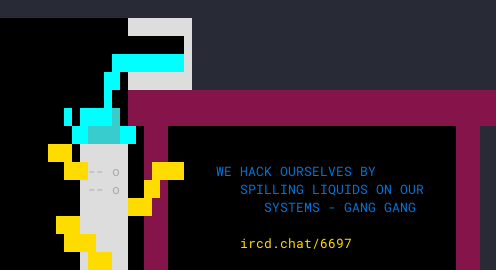 WE HACK OURSELVES BY
SPILLING LIQUIDS ON OUR
SYSTEMS - GANG GANG
-- o
-- o
ircd.chat/6697